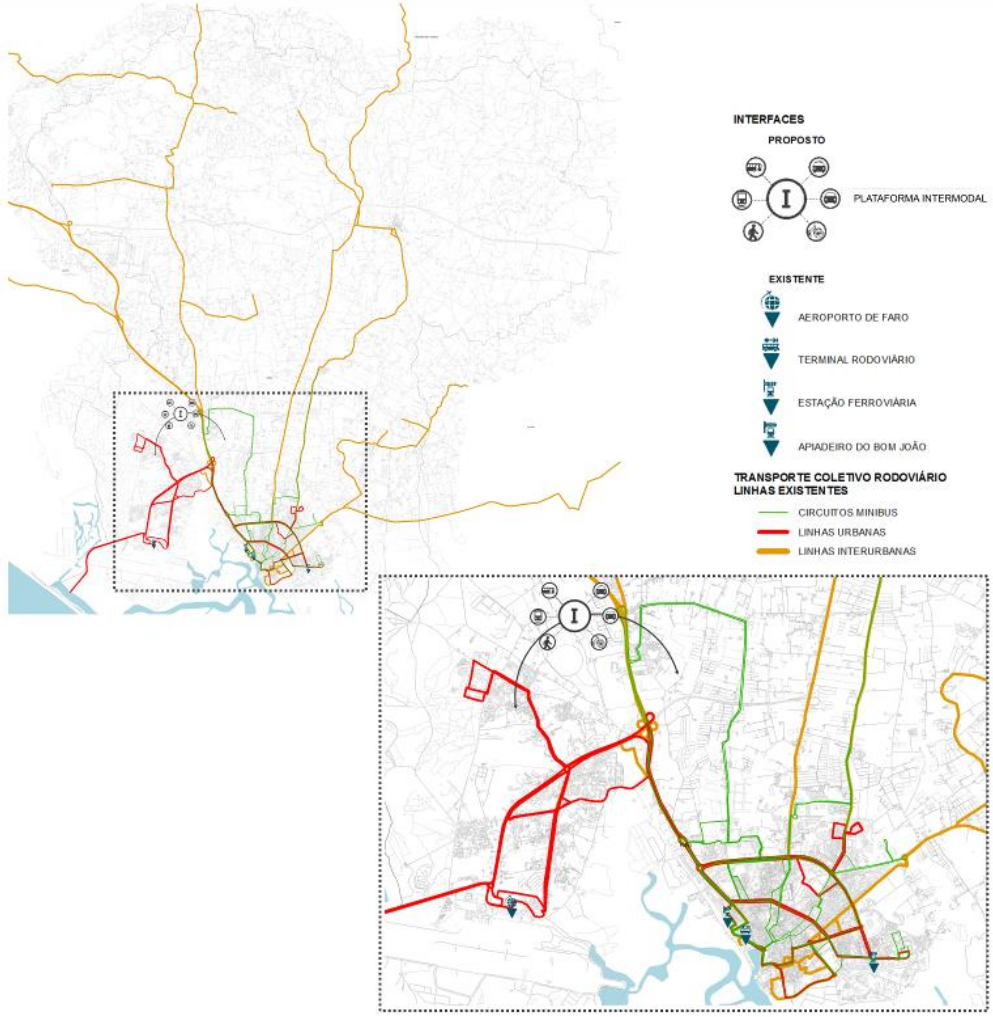 INTERFACES
PROPOSTO
I
PLATAFORMA INTERMODAL
EXISTENTE
AEROPORTO DE FARO
TERMINAL RODOVIÁRIO
ESTAÇÃO FERROVIÁRIA
APIADEIRO DO BOM JOÃO
TRANSPORTE COLETIVO RODOVIÁRIO
LINHAS EXISTENTES
CIRCUITOS MINIBUS
LINHAS URBANAS
LINHAS INTERURBANAS
I
I